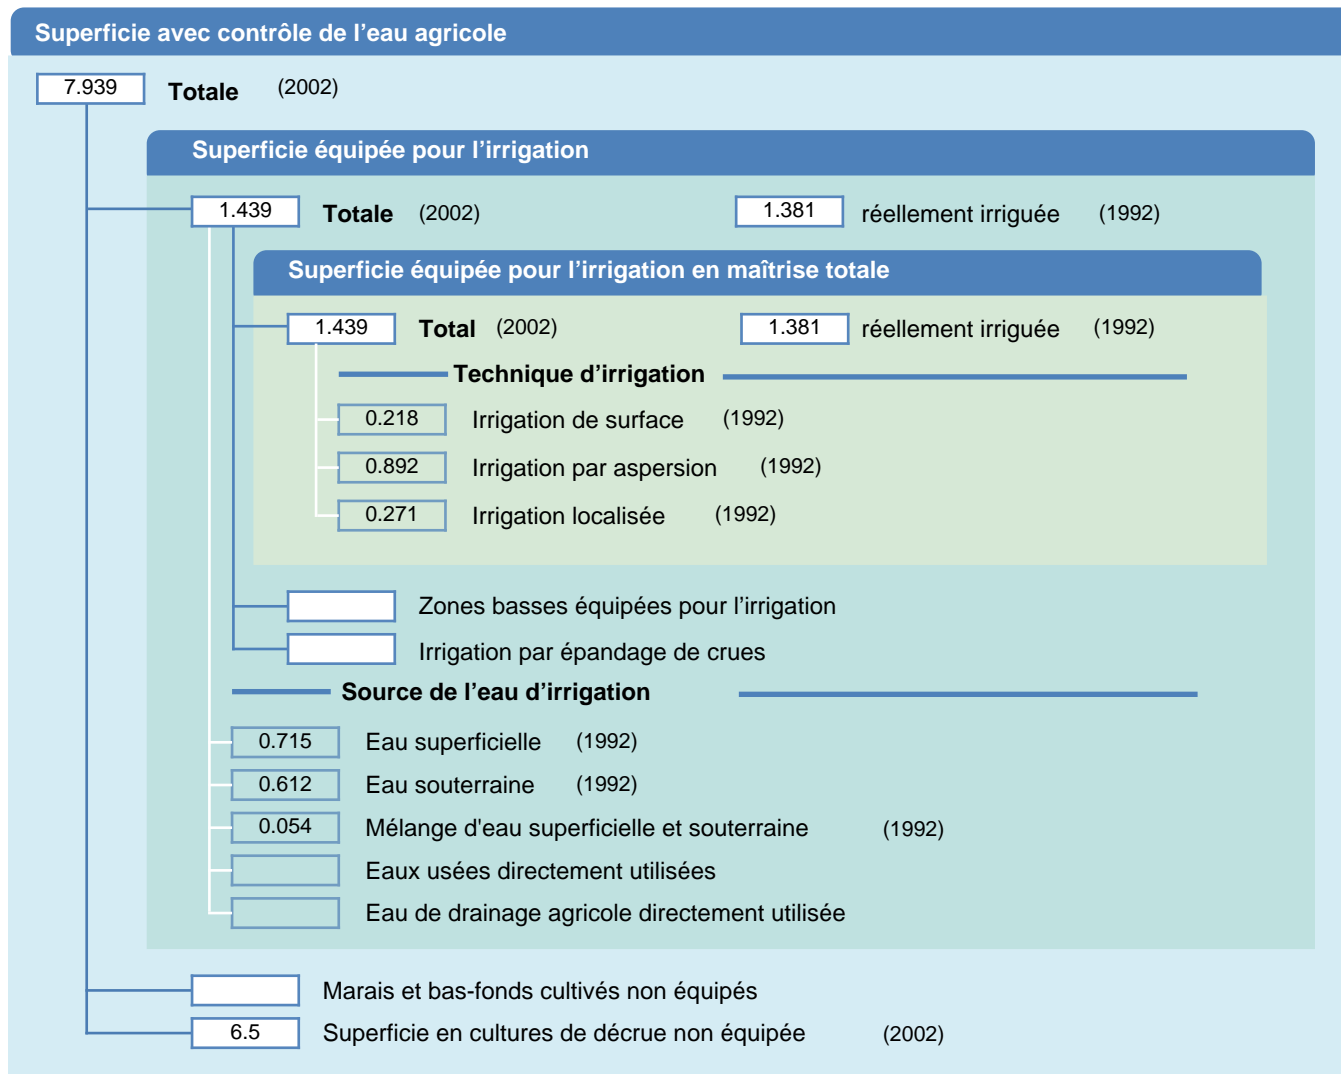 Superficie avec contrôle de l’eau agricole
7.939 Totale (2002)
Superficie équipée pour l’irrigation
1.439 Totale (2002) 1.381 réellement irriguée (1992)
Superficie équipée pour l’irrigation en maîtrise totale
1.439 Total (2002) 1.381 réellement irriguée (1992)
Technique d’irrigation
0.218 Irrigation de surface (1992)
0.892 Irrigation par aspersion (1992)
0.271 Irrigation localisée (1992)
Zones basses équipées pour l’irrigation
Irrigation par épandage de crues
Source de l’eau d’irrigation
0.715 Eau superficielle (1992)
0.612 Eau souterraine (1992)
0.054 Mélange d'eau superficielle et souterraine (1992)
Eaux usées directement utilisées
Eau de drainage agricole directement utilisée
Marais et bas-fonds cultivés non équipés
6.5 Superficie en cultures de décrue non équipée (2002)